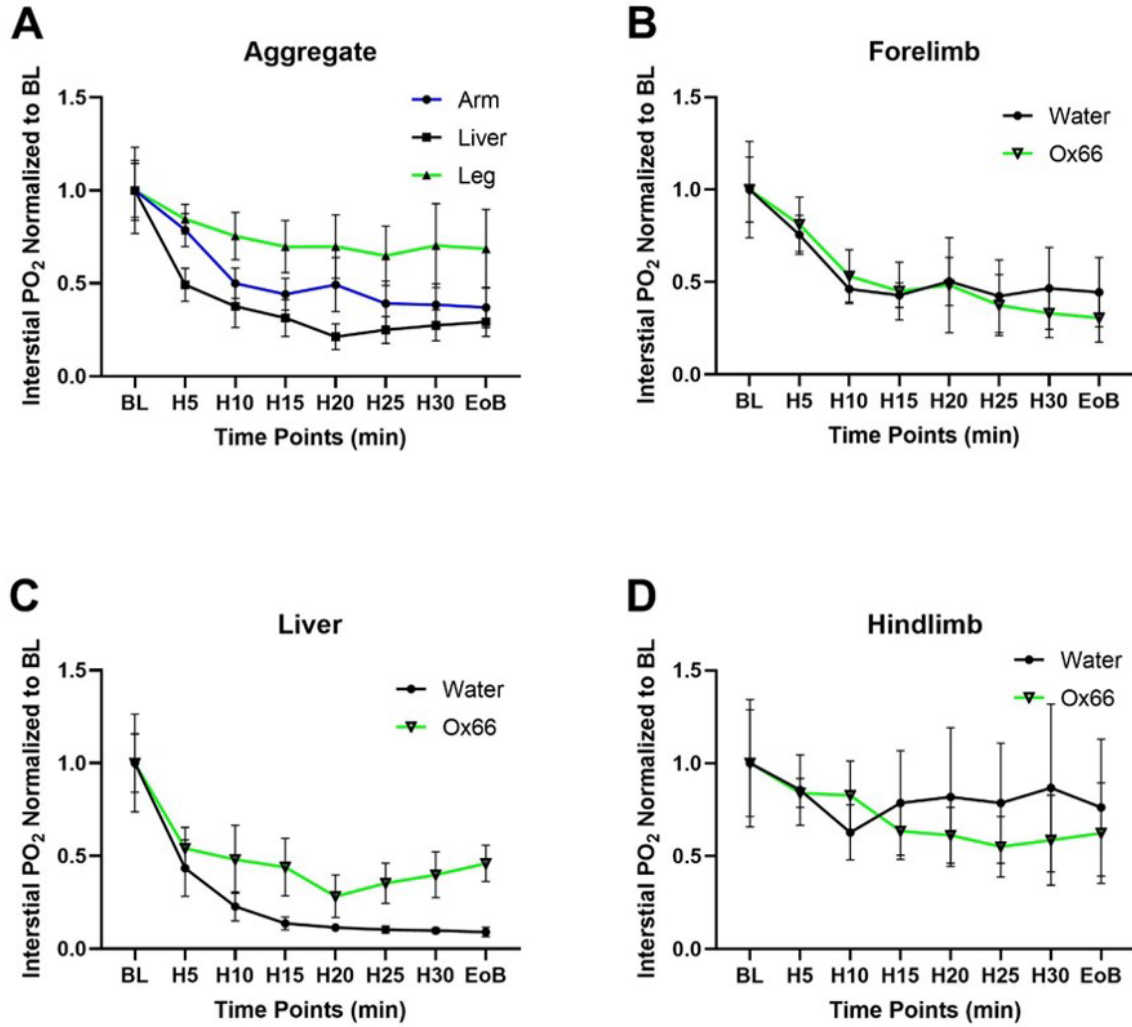 A
Aggregate
Interstial PO₂ Normalized to BL
1.5
1.0
0.5
0.0
Arm
Liver
Leg
BL H5 H10 H15 H20 H25 H30 EoB
Time Points (min)
B
Forelimb
Interstial PO₂ Normalized to BL
1.5
1.0
0.5
0.0
Water
Ox66
BL H5 H10 H15 H20 H25 H30 EoB
Time Points (min)
C
Liver
Interstial PO₂ Normalized to BL
1.5
1.0
0.5
0.0
Water
Ox66
BL H5 H10 H15 H20 H25 H30 EoB
Time Points (min)
D
Hindlimb
Interstial PO₂ Normalized to BL
1.5
1.0
0.5
0.0
Water
Ox66
BL H5 H10 H15 H20 H25 H30 EoB
Time Points (min)